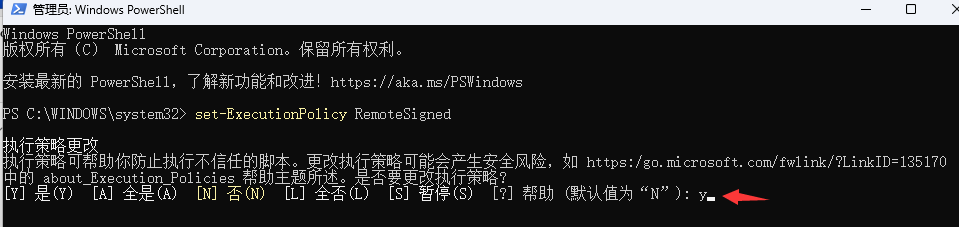 管理员: Windows PowerShell
Windows PowerShell
版权所有 (C) Microsoft Corporation。保留所有权利。
安装最新的 PowerShell，了解新功能和改进！https://aka.ms/PSWindows
PS C:\WINDOWS\system32> set-ExecutionPolicy RemoteSigned
执行策略更改
执行策略可帮助你防止执行不信任的脚本。更改执行策略可能会产生安全风险，如 https:/go.microsoft.com/fwlink/?LinkID=135170
中的 about_Execution_Policies 帮助主题所述。是否要更改执行策略?
[Y] 是(Y)  [A] 全是(A)  [N] 否(N)  [L] 全否(L)  [S] 暂停(S)  [?] 帮助 (默认值为“N”): y